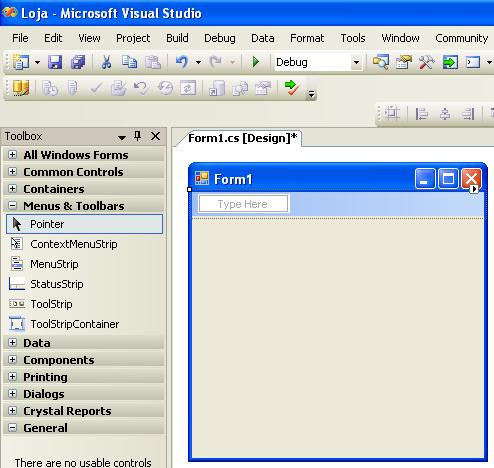 Loja - Microsoft Visual Studio
File Edit View Project Build Debug Data Format Tools Window Community
Debug
Toolbox
Form1.cs [Design]*
All Windows Forms
Common Controls
Containers
Menus & Toolbars
Pointer
ContextMenuStrip
MenuStrip
StatusStrip
ToolStrip
ToolStripContainer
Data
Components
Printing
Dialogs
Crystal Reports
General
There are no usable controls
Form1
Type Here